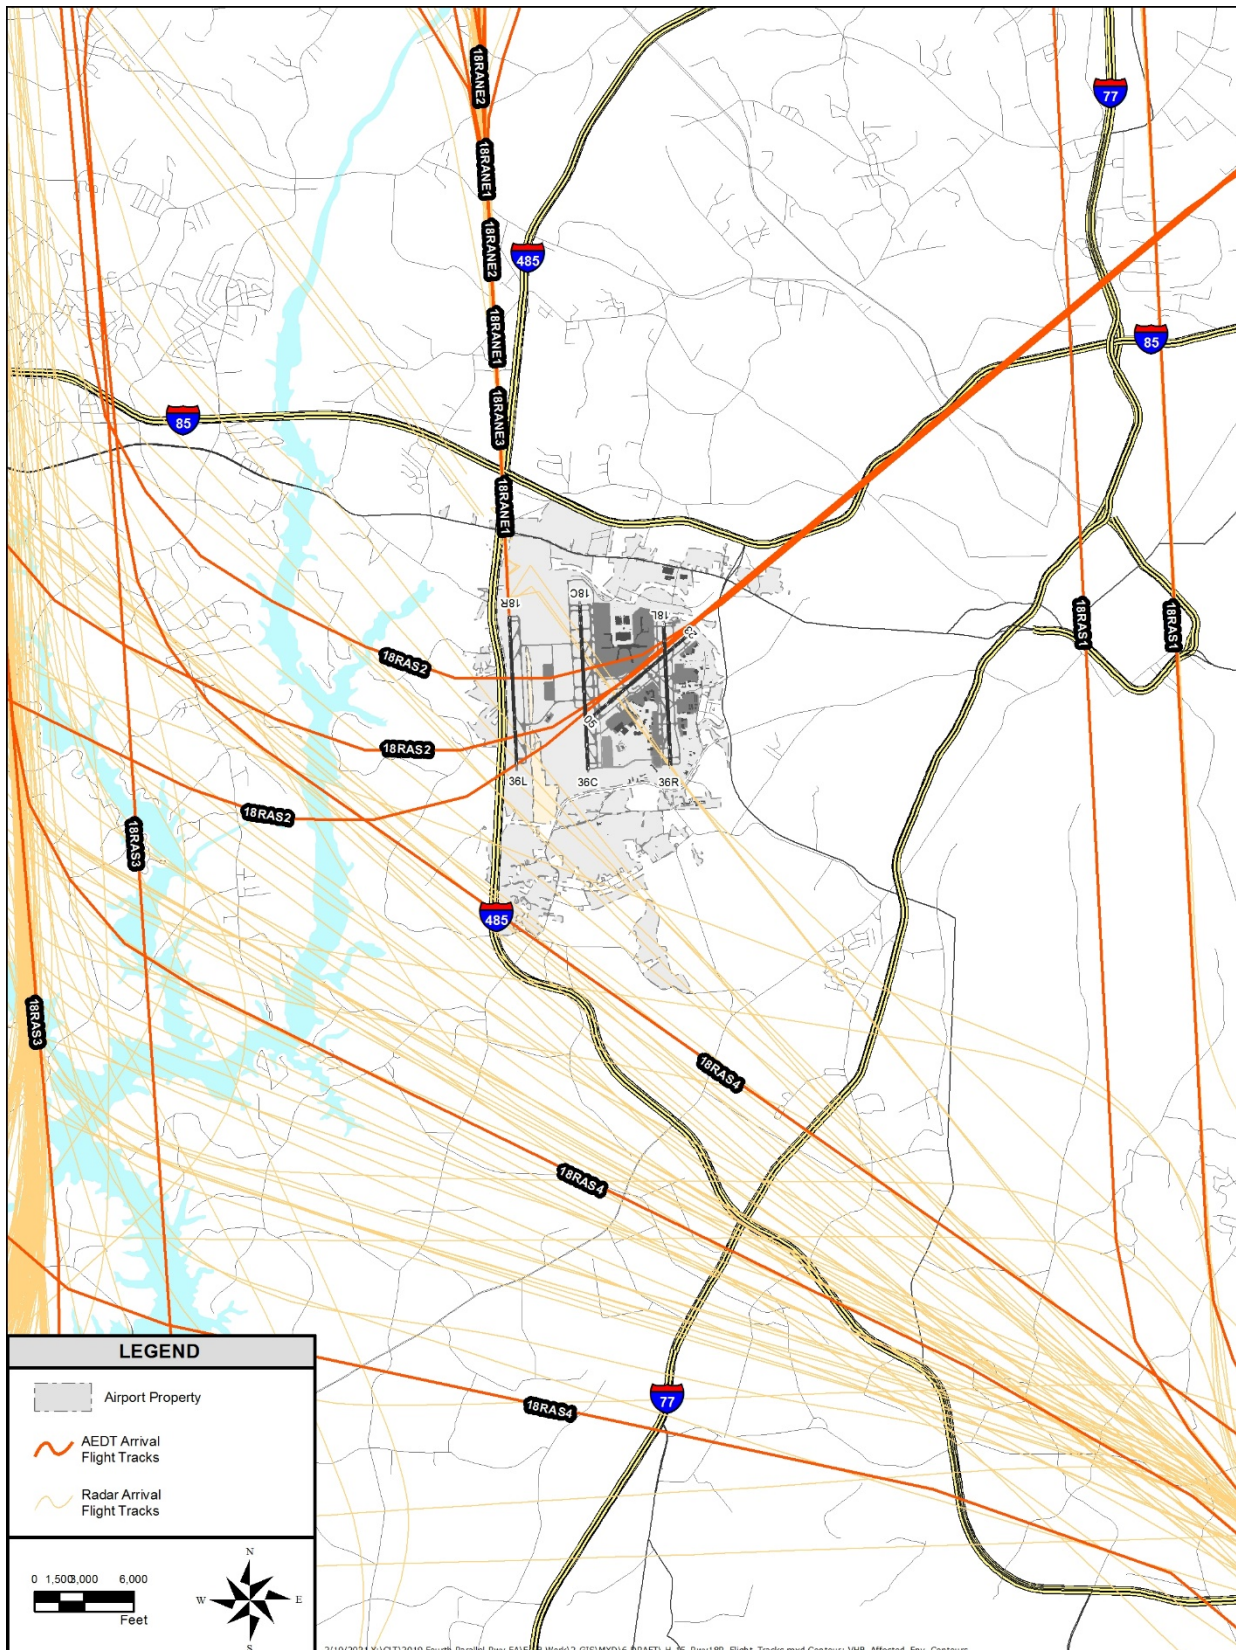 18RANE2
77
18RANE1
18RANE2
485
18RANE1
85
85
18RANE3
18RANE1
18R
18C
18L
23
18RAS1
18RAS1
18RAS2
05
18RAS2
36L
36C
36R
18RAS2
18RAS3
485
18RAS3
18RAS4
18RAS4
77
18RAS4
LEGEND
Airport Property
AEDT Arrival
Flight Tracks
Radar Arrival
Flight Tracks
0 1,500 3,000 6,000
Feet
N
W E
S